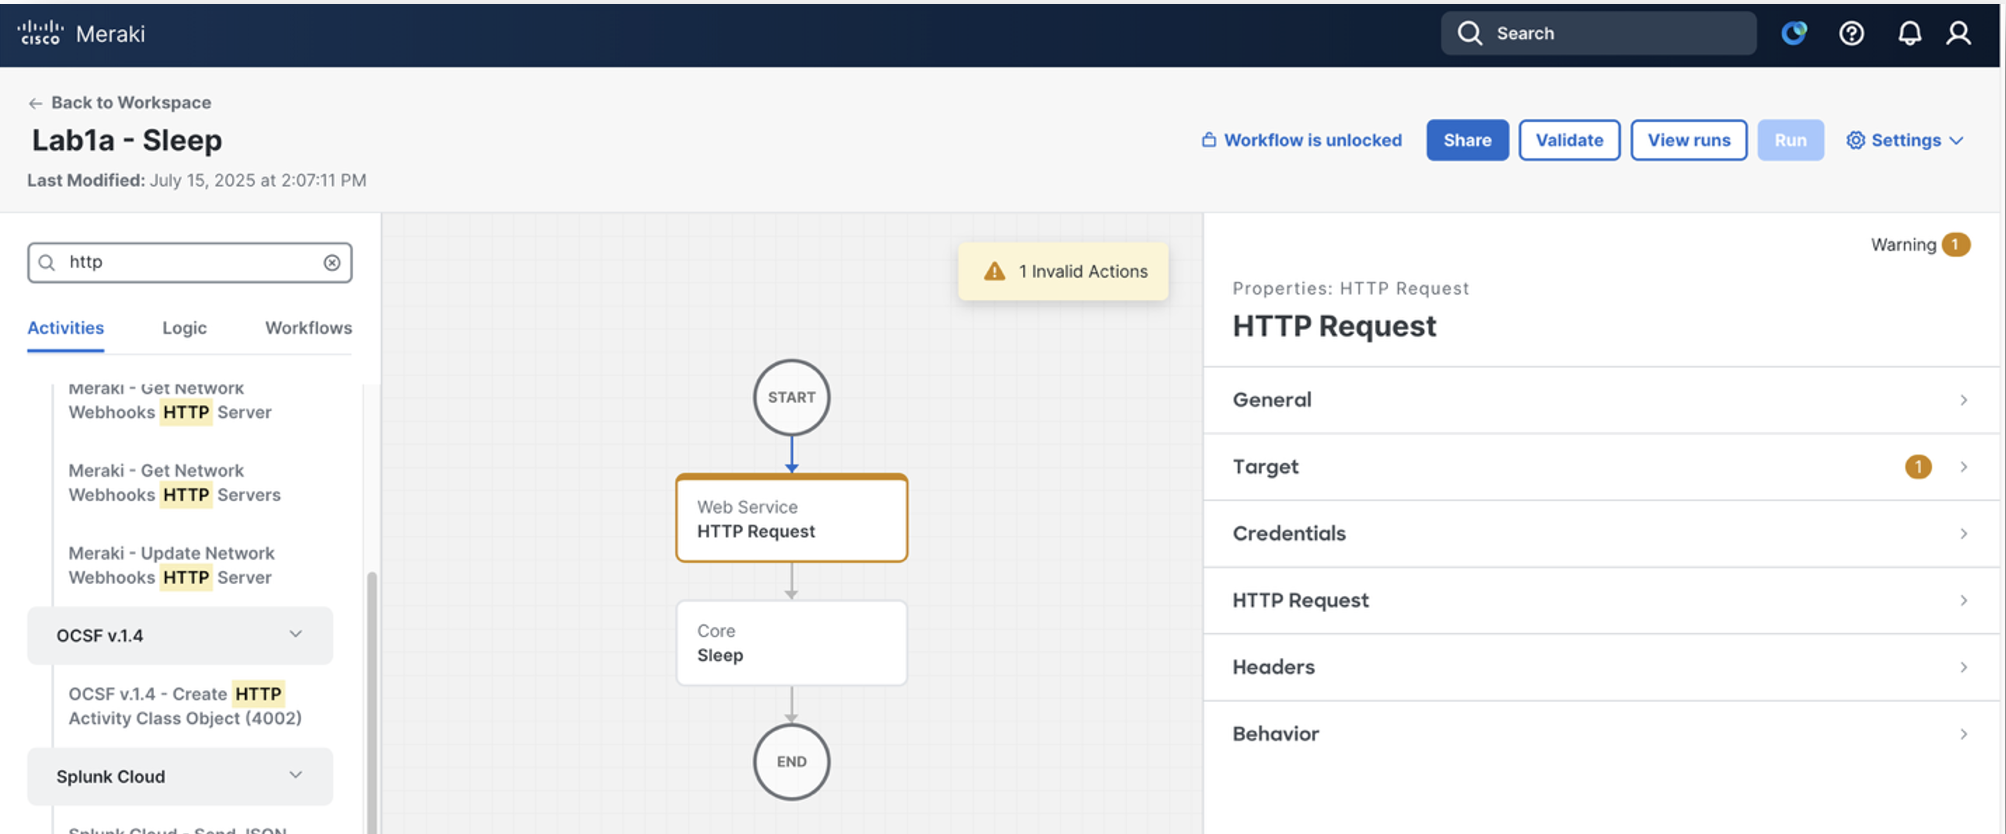 CISCO Meraki
Search
← Back to Workspace
Lab1a - Sleep
Last Modified: July 15, 2025 at 2:07:11 PM
Workflow is unlocked
Share
Validate
View runs
Run
Settings
http
Activities
Logic
Workflows
Meraki - Get Network
Webhooks HTTP Server
Meraki - Get Network
Webhooks HTTP Servers
Meraki - Update Network
Webhooks HTTP Server
OCSF v.1.4
OCSF v.1.4 - Create HTTP
Activity Class Object (4002)
Splunk Cloud
Splunk Cloud - Send JSON
1 Invalid Actions
START
Web Service
HTTP Request
Core
Sleep
END
Warning 1
Properties: HTTP Request
HTTP Request
General
Target 1
Credentials
HTTP Request
Headers
Behavior